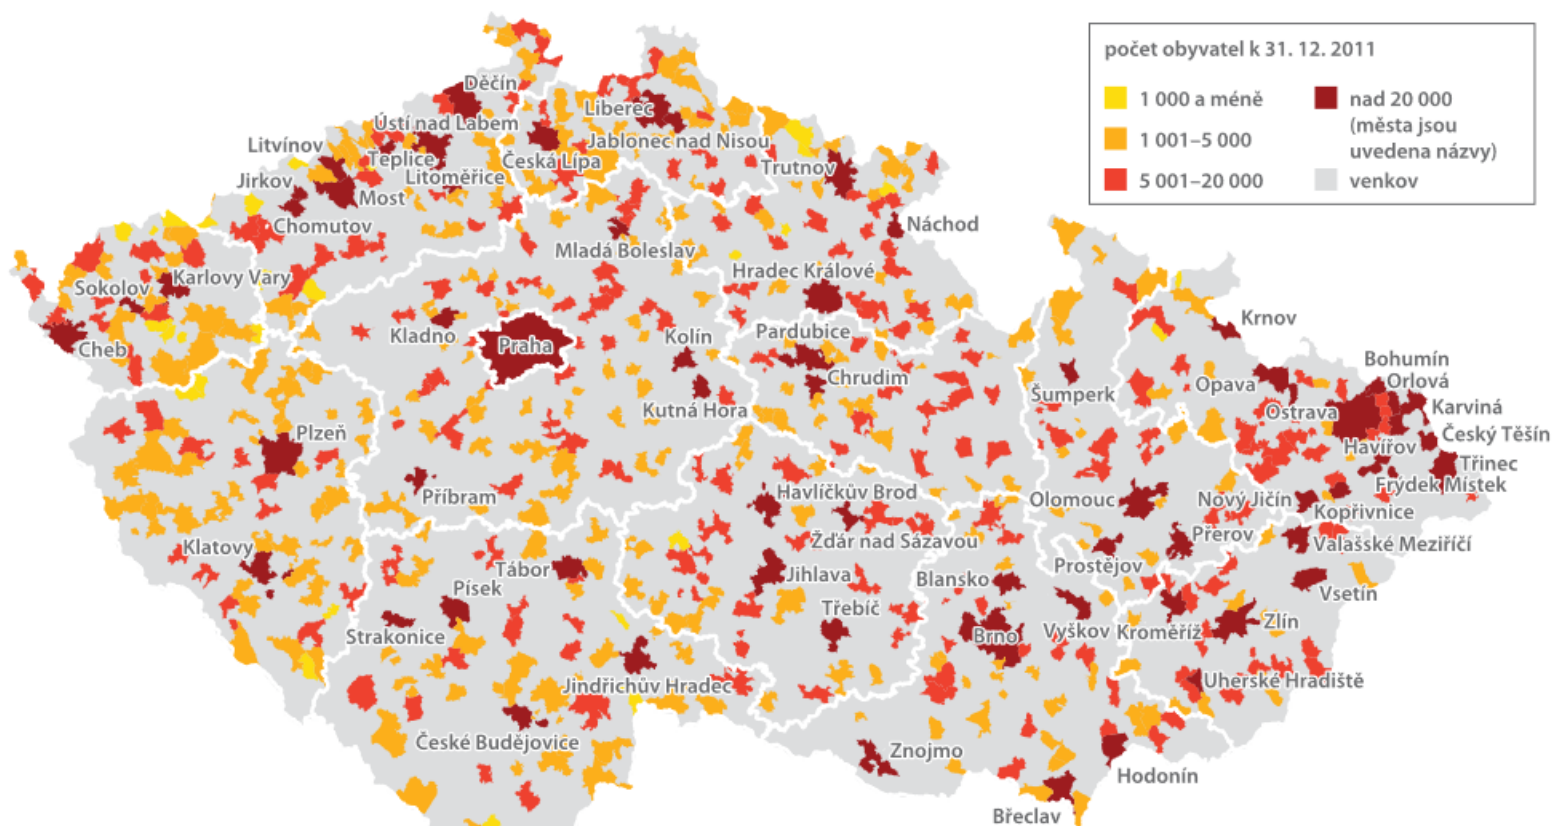 počet obyvatel k 31. 12. 2011
1 000 a méně
1 001–5 000
5 001–20 000
nad 20 000
(města jsou
uvedena názvy)
venkov
Děčín
Liberec
Ústí nad Labem
Jablonec nad Nisou
Litvínov
Teplice
Česká Lípa
Trutnov
Litoměřice
Jirkov
Most
Chomutov
Náchod
Mladá Boleslav
Hradec Králové
Karlovy Vary
Sokolov
Krnov
Kladno
Praha
Kolín
Pardubice
Cheb
Bohumín
Chrudim
Orlová
Opava
Šumperk
Kutná Hora
Ostrava
Karviná
Plzeň
Český Těšín
Havířov
Třinec
Frýdek Místek
Příbram
Havlíčkův Brod
Olomouc
Nový Jičín
Kopřivnice
Klatovy
Žďár nad Sázavou
Přerov
Valašské Meziříčí
Tábor
Jihlava
Prostějov
Blansko
Písek
Vsetín
Třebíč
Strakonice
Brno
Vyškov
Kroměříž
Zlín
Jindřichův Hradec
Uherské Hradiště
České Budějovice
Znojmo
Hodonín
Břeclav